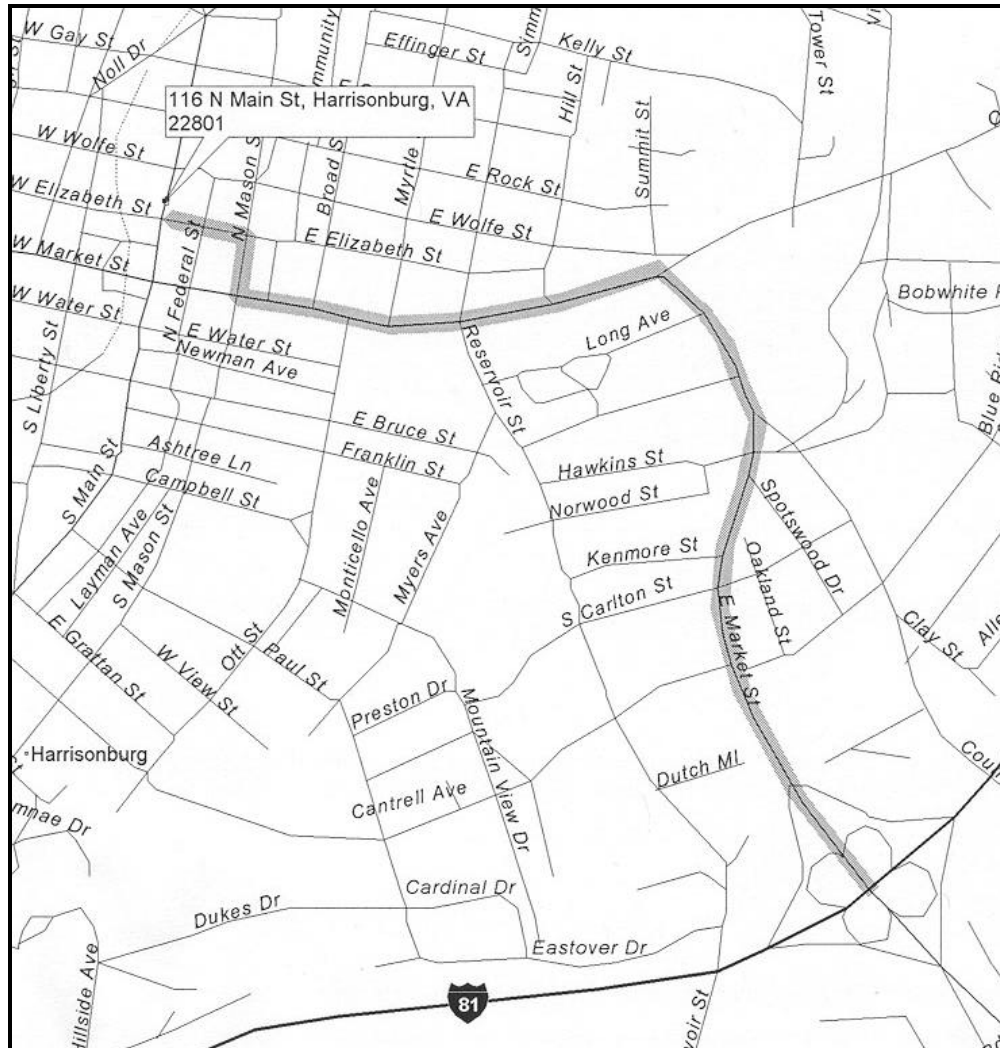 W Gay St
Noll Dr
Effinger St
Kelly St
Tower St
116 N Main St, Harrisonburg, VA
22801
Hill St
Summit St
W Wolfe St
N Mason S
Broad S
Myrtle
E Rock St
W Elizabeth St
E Wolfe St
E Elizabeth St
W Market St
N Federal St
W Water St
E Water St
Newman Ave
Reservoir St
Long Ave
Bobwhite
S Liberty St
E Bruce St
Franklin St
Ashtree Ln
Campbell St
S Main St
Hawkins St
Norwood St
Spotswood Dr
Kenmore St
Oakland St
Monticello Ave
Myers Ave
Layman Ave
S Mason St
S Carlton St
E Market St
Clay St
E Grattan St
W View St
Ott St
Paul St
Preston Dr
Mountain View Dr
Harrisonburg
Dutch Ml
Cantrell Ave
mnae Dr
Cardinal Dr
Dukes Dr
Eastover Dr
Hillside Ave
81
voir St